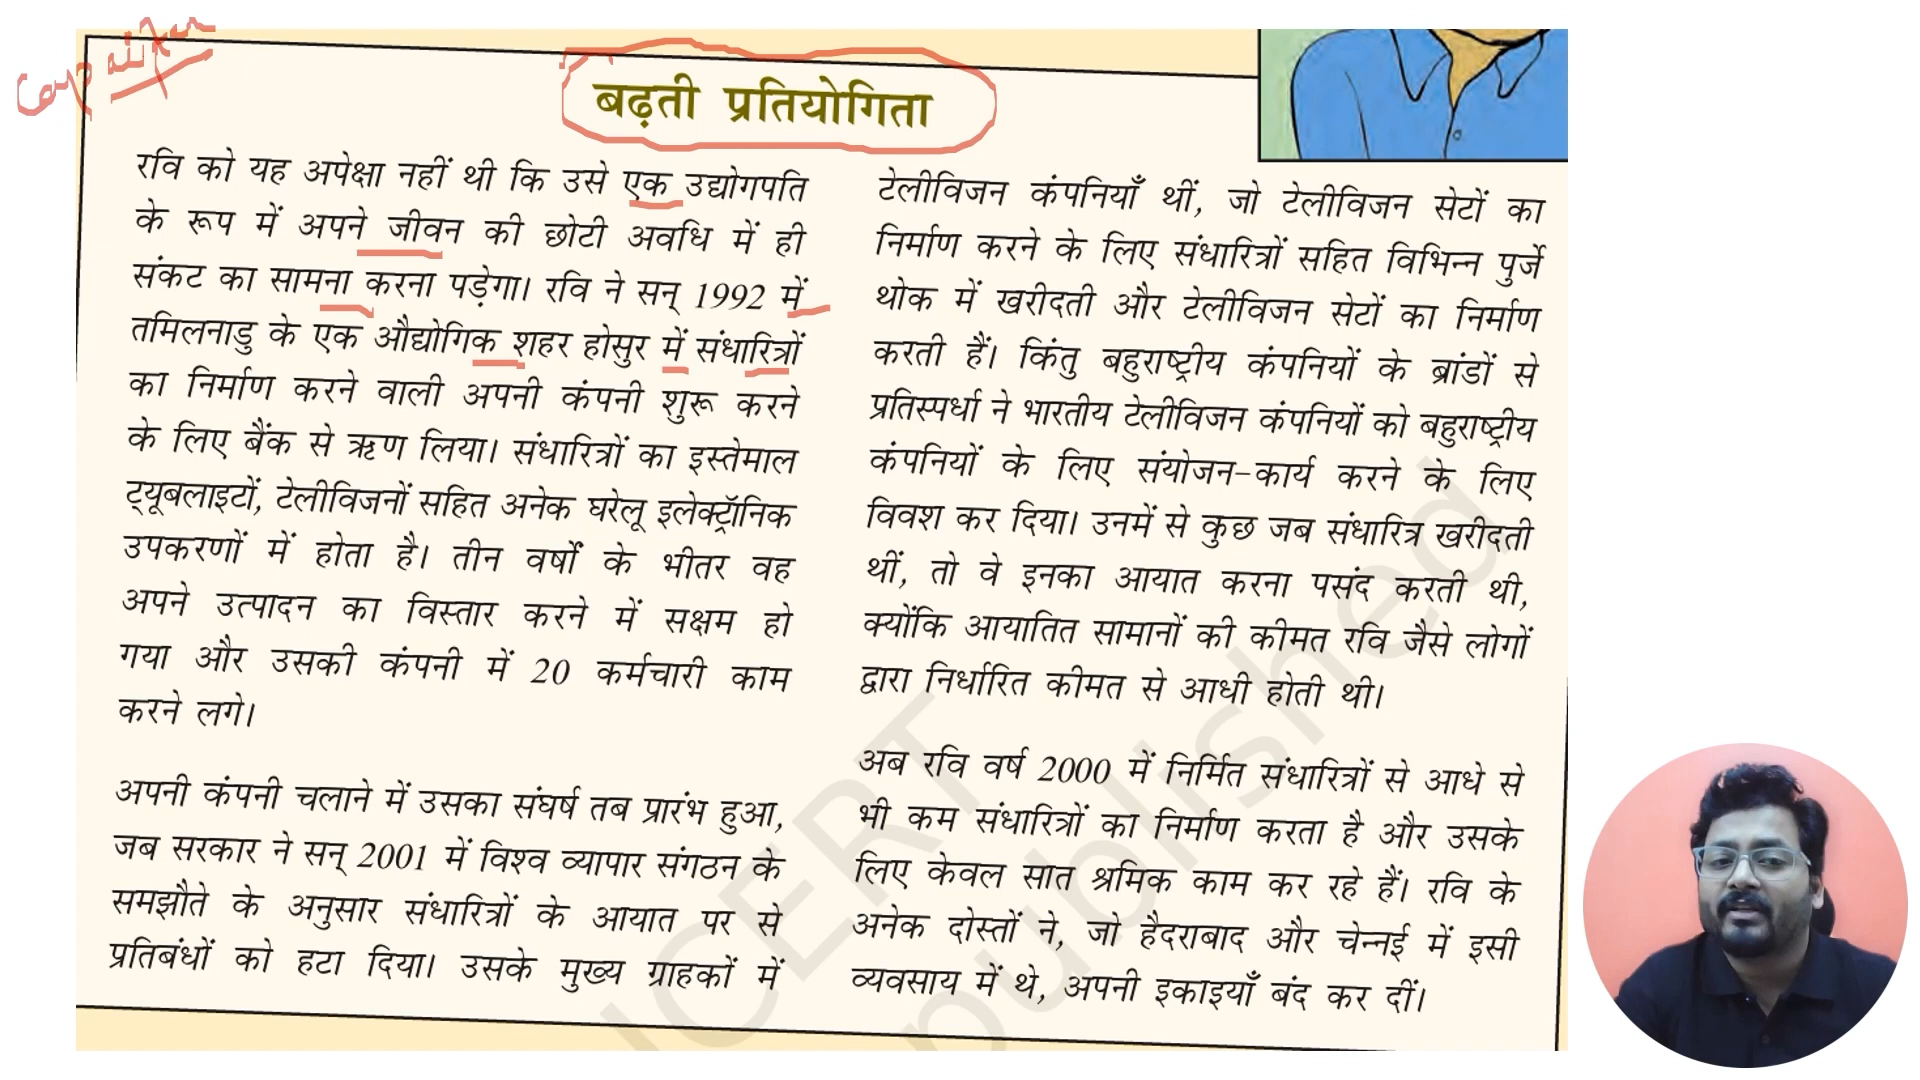 बढ़ती प्रतियोगिता
रवि को यह अपेक्षा नहीं थी कि उसे एक उद्योगपति
के रूप में अपने जीवन की छोटी अवधि में ही
संकट का सामना करना पड़ेगा। रवि ने सन् 1992 में
तमिलनाडु के एक औद्योगिक शहर होसुर में संधारित्रों
का निर्माण करने वाली अपनी कंपनी शुरू करने
के लिए बैंक से ऋण लिया। संधारित्रों का इस्तेमाल
ट्यूबलाइटों, टेलीविजनों सहित अनेक घरेलू इलेक्ट्रॉनिक
उपकरणों में होता है। तीन वर्षों के भीतर वह
अपने उत्पादन का विस्तार करने में सक्षम हो
गया और उसकी कंपनी में 20 कर्मचारी काम
करने लगे।
अपनी कंपनी चलाने में उसका संघर्ष तब प्रारंभ हुआ,
जब सरकार ने सन् 2001 में विश्व व्यापार संगठन के
समझौते के अनुसार संधारित्रों के आयात पर से
प्रतिबंधों को हटा दिया। उसके मुख्य ग्राहकों में
टेलीविजन कंपनियाँ थीं, जो टेलीविजन सेटों का
निर्माण करने के लिए संधारित्रों सहित विभिन्न पुर्जे
थोक में खरीदती और टेलीविजन सेटों का निर्माण
करती हैं। किंतु बहुराष्ट्रीय कंपनियों के ब्रांडों से
प्रतिस्पर्धा ने भारतीय टेलीविजन कंपनियों को बहुराष्ट्रीय
कंपनियों के लिए संयोजन-कार्य करने के लिए
विवश कर दिया। उनमें से कुछ जब संधारित्र खरीदती
थीं, तो वे इनका आयात करना पसंद करती थी,
क्योंकि आयातित सामानों की कीमत रवि जैसे लोगों
द्वारा निर्धारित कीमत से आधी होती थी।
अब रवि वर्ष 2000 में निर्मित संधारित्रों से आधे से
भी कम संधारित्रों का निर्माण करता है और उसके
लिए केवल सात श्रमिक काम कर रहे हैं। रवि के
अनेक दोस्तों ने, जो हैदराबाद और चेन्नई में इसी
व्यवसाय में थे, अपनी इकाइयाँ बंद कर दीं।
published